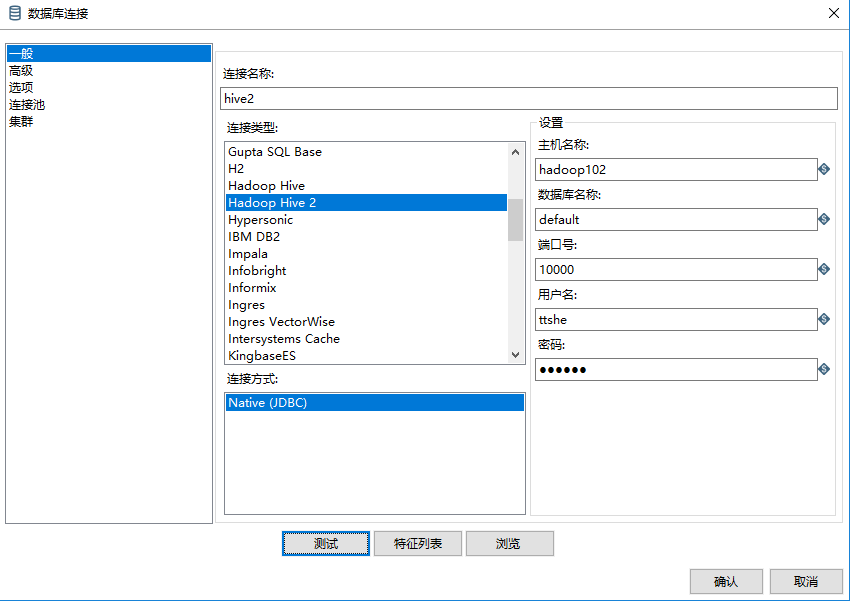 数据库连接
一般
高级
选项
连接池
集群
连接名称:
hive2
连接类型:
Gupta SQL Base
H2
Hadoop Hive
Hadoop Hive 2
Hypersonic
IBM DB2
Impala
Infobright
Informix
Ingres
Ingres VectorWise
Intersystems Cache
KingbaseES
连接方式:
Native (JDBC)
设置
主机名称:
hadoop102
数据库名称:
default
端口号:
10000
用户名:
ttshe
密码:
●●●●●●
测试
特征列表
浏览
确认
取消